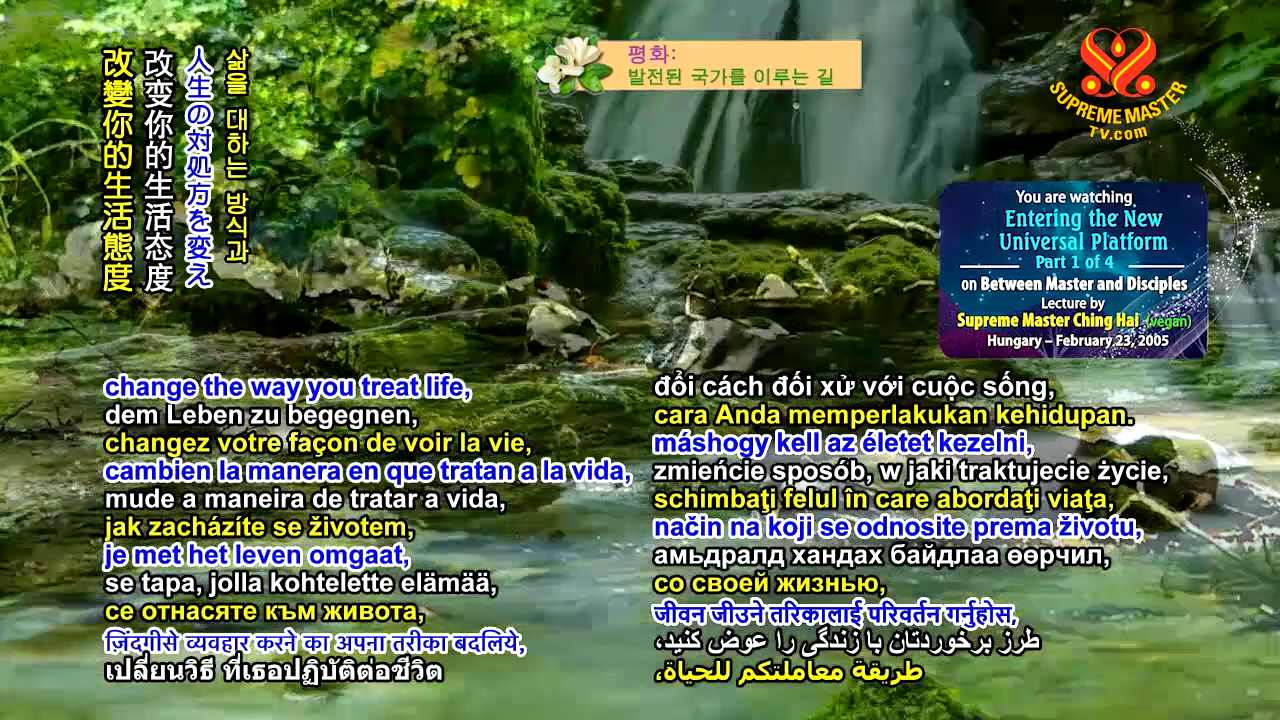 평화:
발전된 국가를 이루는 길
SUPREME MASTER
TV.com
삶을 대하는 방식과
人生の対処方を変え
改变你的生活态度
改變你的生活態度
You are watching
Entering the New
Universal Platform
Part 1 of 4
on Between Master and Disciples
Lecture by
Supreme Master Ching Hai (vegan)
Hungary – February 23, 2005
change the way you treat life,
dem Leben zu begegnen,
changez votre façon de voir la vie,
cambien la manera en que tratan a la vida,
mude a maneira de tratar a vida,
jak zacházíte se životem,
je met het leven omgaat,
se tapa, jolla kohtelette elämää,
се отнасяте към живота,
ज़िंदगीसे व्यवहार करने का अपना तरीका बदलिये,
เปลี่ยนวิธี ที่เธอปฏิบัติต่อชีวิต
đổi cách đối xử với cuộc sống,
cara Anda memperlakukan kehidupan.
máshogy kell az életet kezelni,
zmieńcie sposób, w jaki traktujecie życie,
schimbaţi felul în care abordaţi viaţa,
način na koji se odnosite prema životu,
амьдралд хандах байдлаа өөрчил,
со своей жизнью,
जीवन जीउने तरिकालाई परिवर्तन गर्नुहोस्,
طرز برخوردتان با زندگی را عوض کنید،
طريقة معاملتكم للحياة،